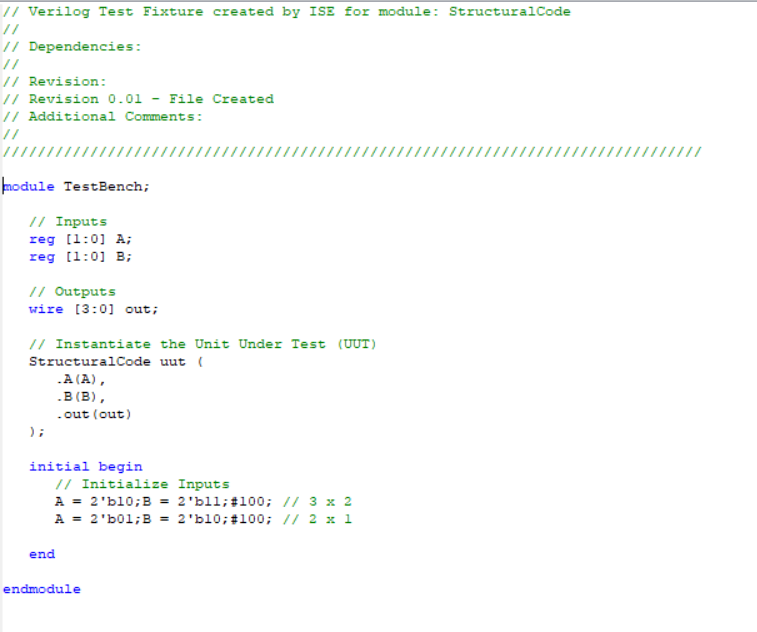 // Verilog Test Fixture created by ISE for module: StructuralCode
//
// Dependencies:
//
// Revision:
// Revision 0.01 - File Created
// Additional Comments:
//
////////////////////////////////////////////////////////////////////////////////
module TestBench;
// Inputs
reg [1:0] A;
reg [1:0] B;
// Outputs
wire [3:0] out;
// Instantiate the Unit Under Test (UUT)
StructuralCode uut (
.A(A),
.B(B),
.out(out)
);
initial begin
// Initialize Inputs
A = 2'b10;B = 2'b11;#100; // 3 x 2
A = 2'b01;B = 2'b10;#100; // 2 x 1
end
endmodule